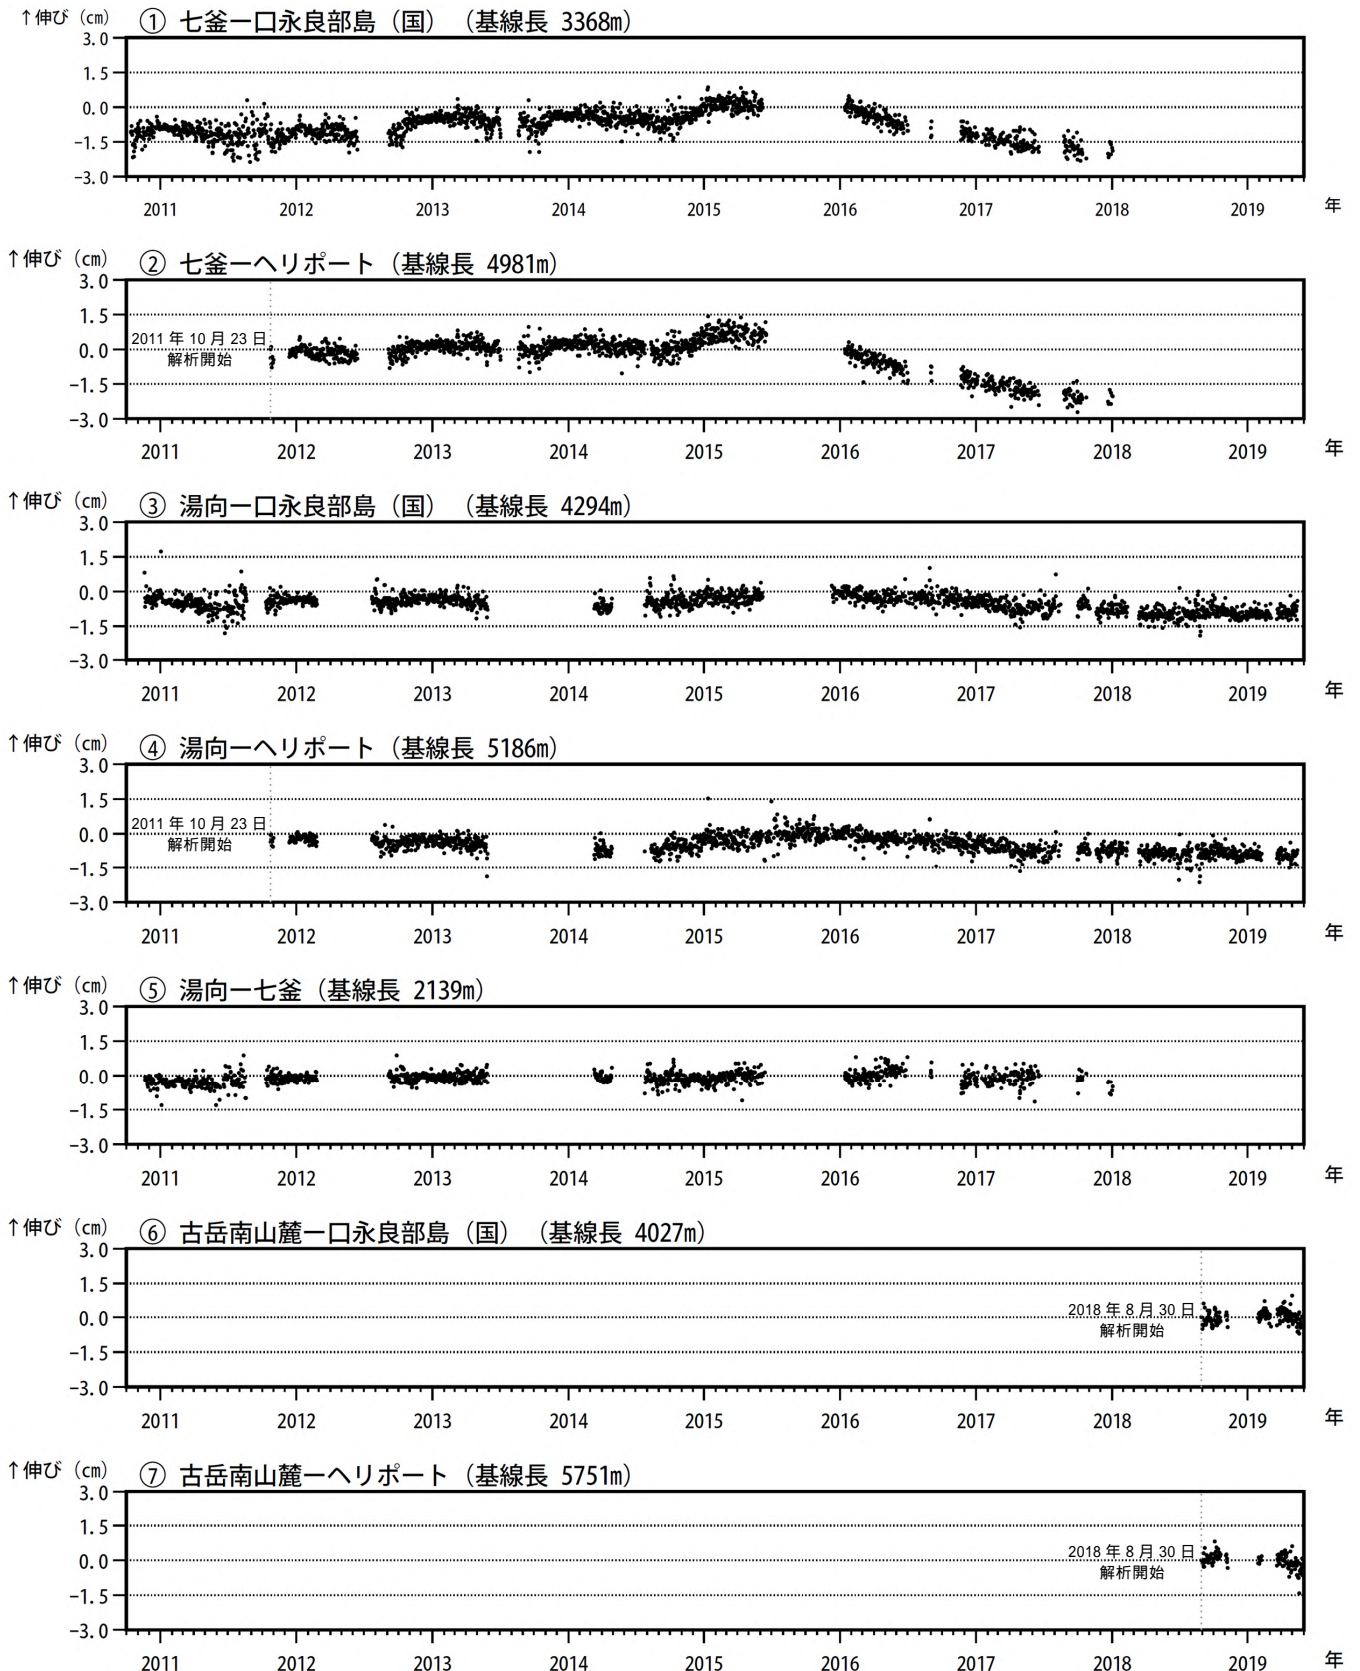 ↑伸び（㎝） ① 七釜ー口永良部島（国）（基線長 3368m）
3.0
1.5
0.0
−1.5
−3.0
2011 2012 2013 2014 2015 2016 2017 2018 2019 年
↑伸び（㎝） ② 七釜ーヘリポート（基線長 4981m）
3.0
1.5
2011 年 10 月 23 日
0.0
解析開始
−1.5
−3.0
2011 2012 2013 2014 2015 2016 2017 2018 2019 年
↑伸び（㎝） ③ 湯向ー口永良部島（国）（基線長 4294m）
3.0
1.5
0.0
−1.5
−3.0
2011 2012 2013 2014 2015 2016 2017 2018 2019 年
↑伸び（㎝） ④ 湯向ーヘリポート（基線長 5186m）
3.0
1.5
2011 年 10 月 23 日
0.0
解析開始
−1.5
−3.0
2011 2012 2013 2014 2015 2016 2017 2018 2019 年
↑伸び（㎝） ⑤ 湯向ー七釜（基線長 2139m）
3.0
1.5
0.0
−1.5
−3.0
2011 2012 2013 2014 2015 2016 2017 2018 2019 年
↑伸び（㎝） ⑥ 古岳南山麓ー口永良部島（国）（基線長 4027m）
3.0
1.5
2018 年 8 月 30 日
0.0
解析開始
−1.5
−3.0
2011 2012 2013 2014 2015 2016 2017 2018 2019 年
↑伸び（㎝） ⑦ 古岳南山麓ーヘリポート（基線長 5751m）
3.0
1.5
2018 年 8 月 30 日
0.0
解析開始
−1.5
−3.0
2011 2012 2013 2014 2015 2016 2017 2018 2019 年